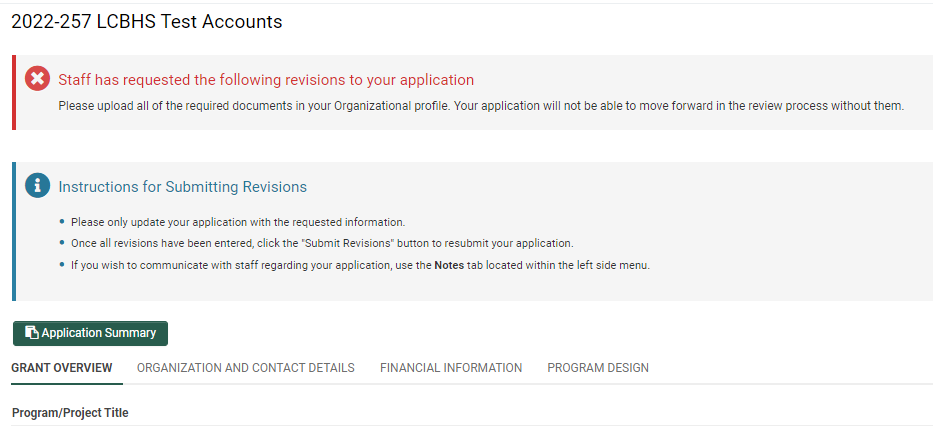 2022-257 LCBHS Test Accounts
Staff has requested the following revisions to your application
Please upload all of the required documents in your Organizational profile. Your application will not be able to move forward in the review process without them.
Instructions for Submitting Revisions
• Please only update your application with the requested information.
• Once all revisions have been entered, click the "Submit Revisions" button to resubmit your application.
• If you wish to communicate with staff regarding your application, use the Notes tab located within the left side menu.
Application Summary
GRANT OVERVIEW ORGANIZATION AND CONTACT DETAILS FINANCIAL INFORMATION PROGRAM DESIGN
Program/Project Title